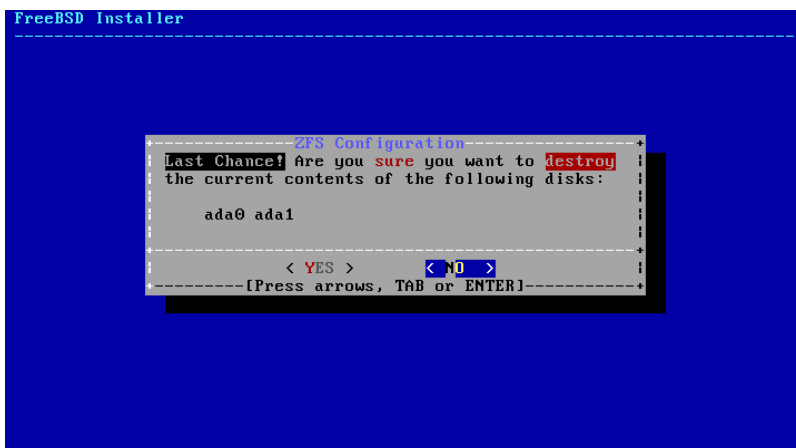 FreeBSD Installer
ZFS Configuration
Last Chance! Are you sure you want to destroy
the current contents of the following disks:
ada0 ada1
< YES > < NO >
[Press arrows, TAB or ENTER]